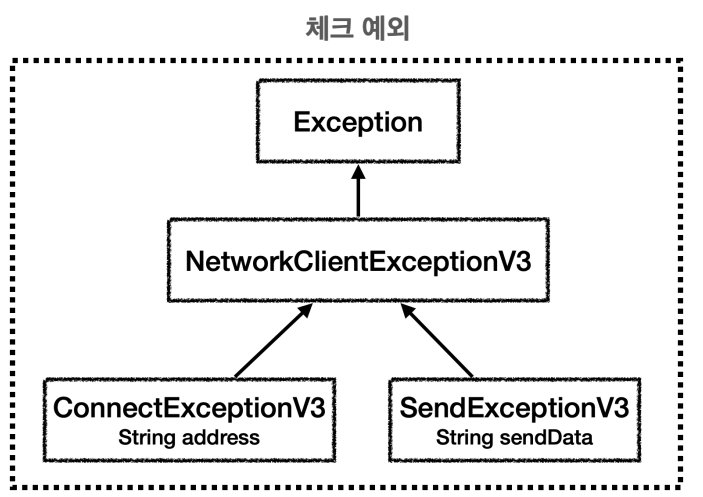 체크 예외
Exception
NetworkClientExceptionV3
ConnectExceptionV3
String address
SendExceptionV3
String sendData